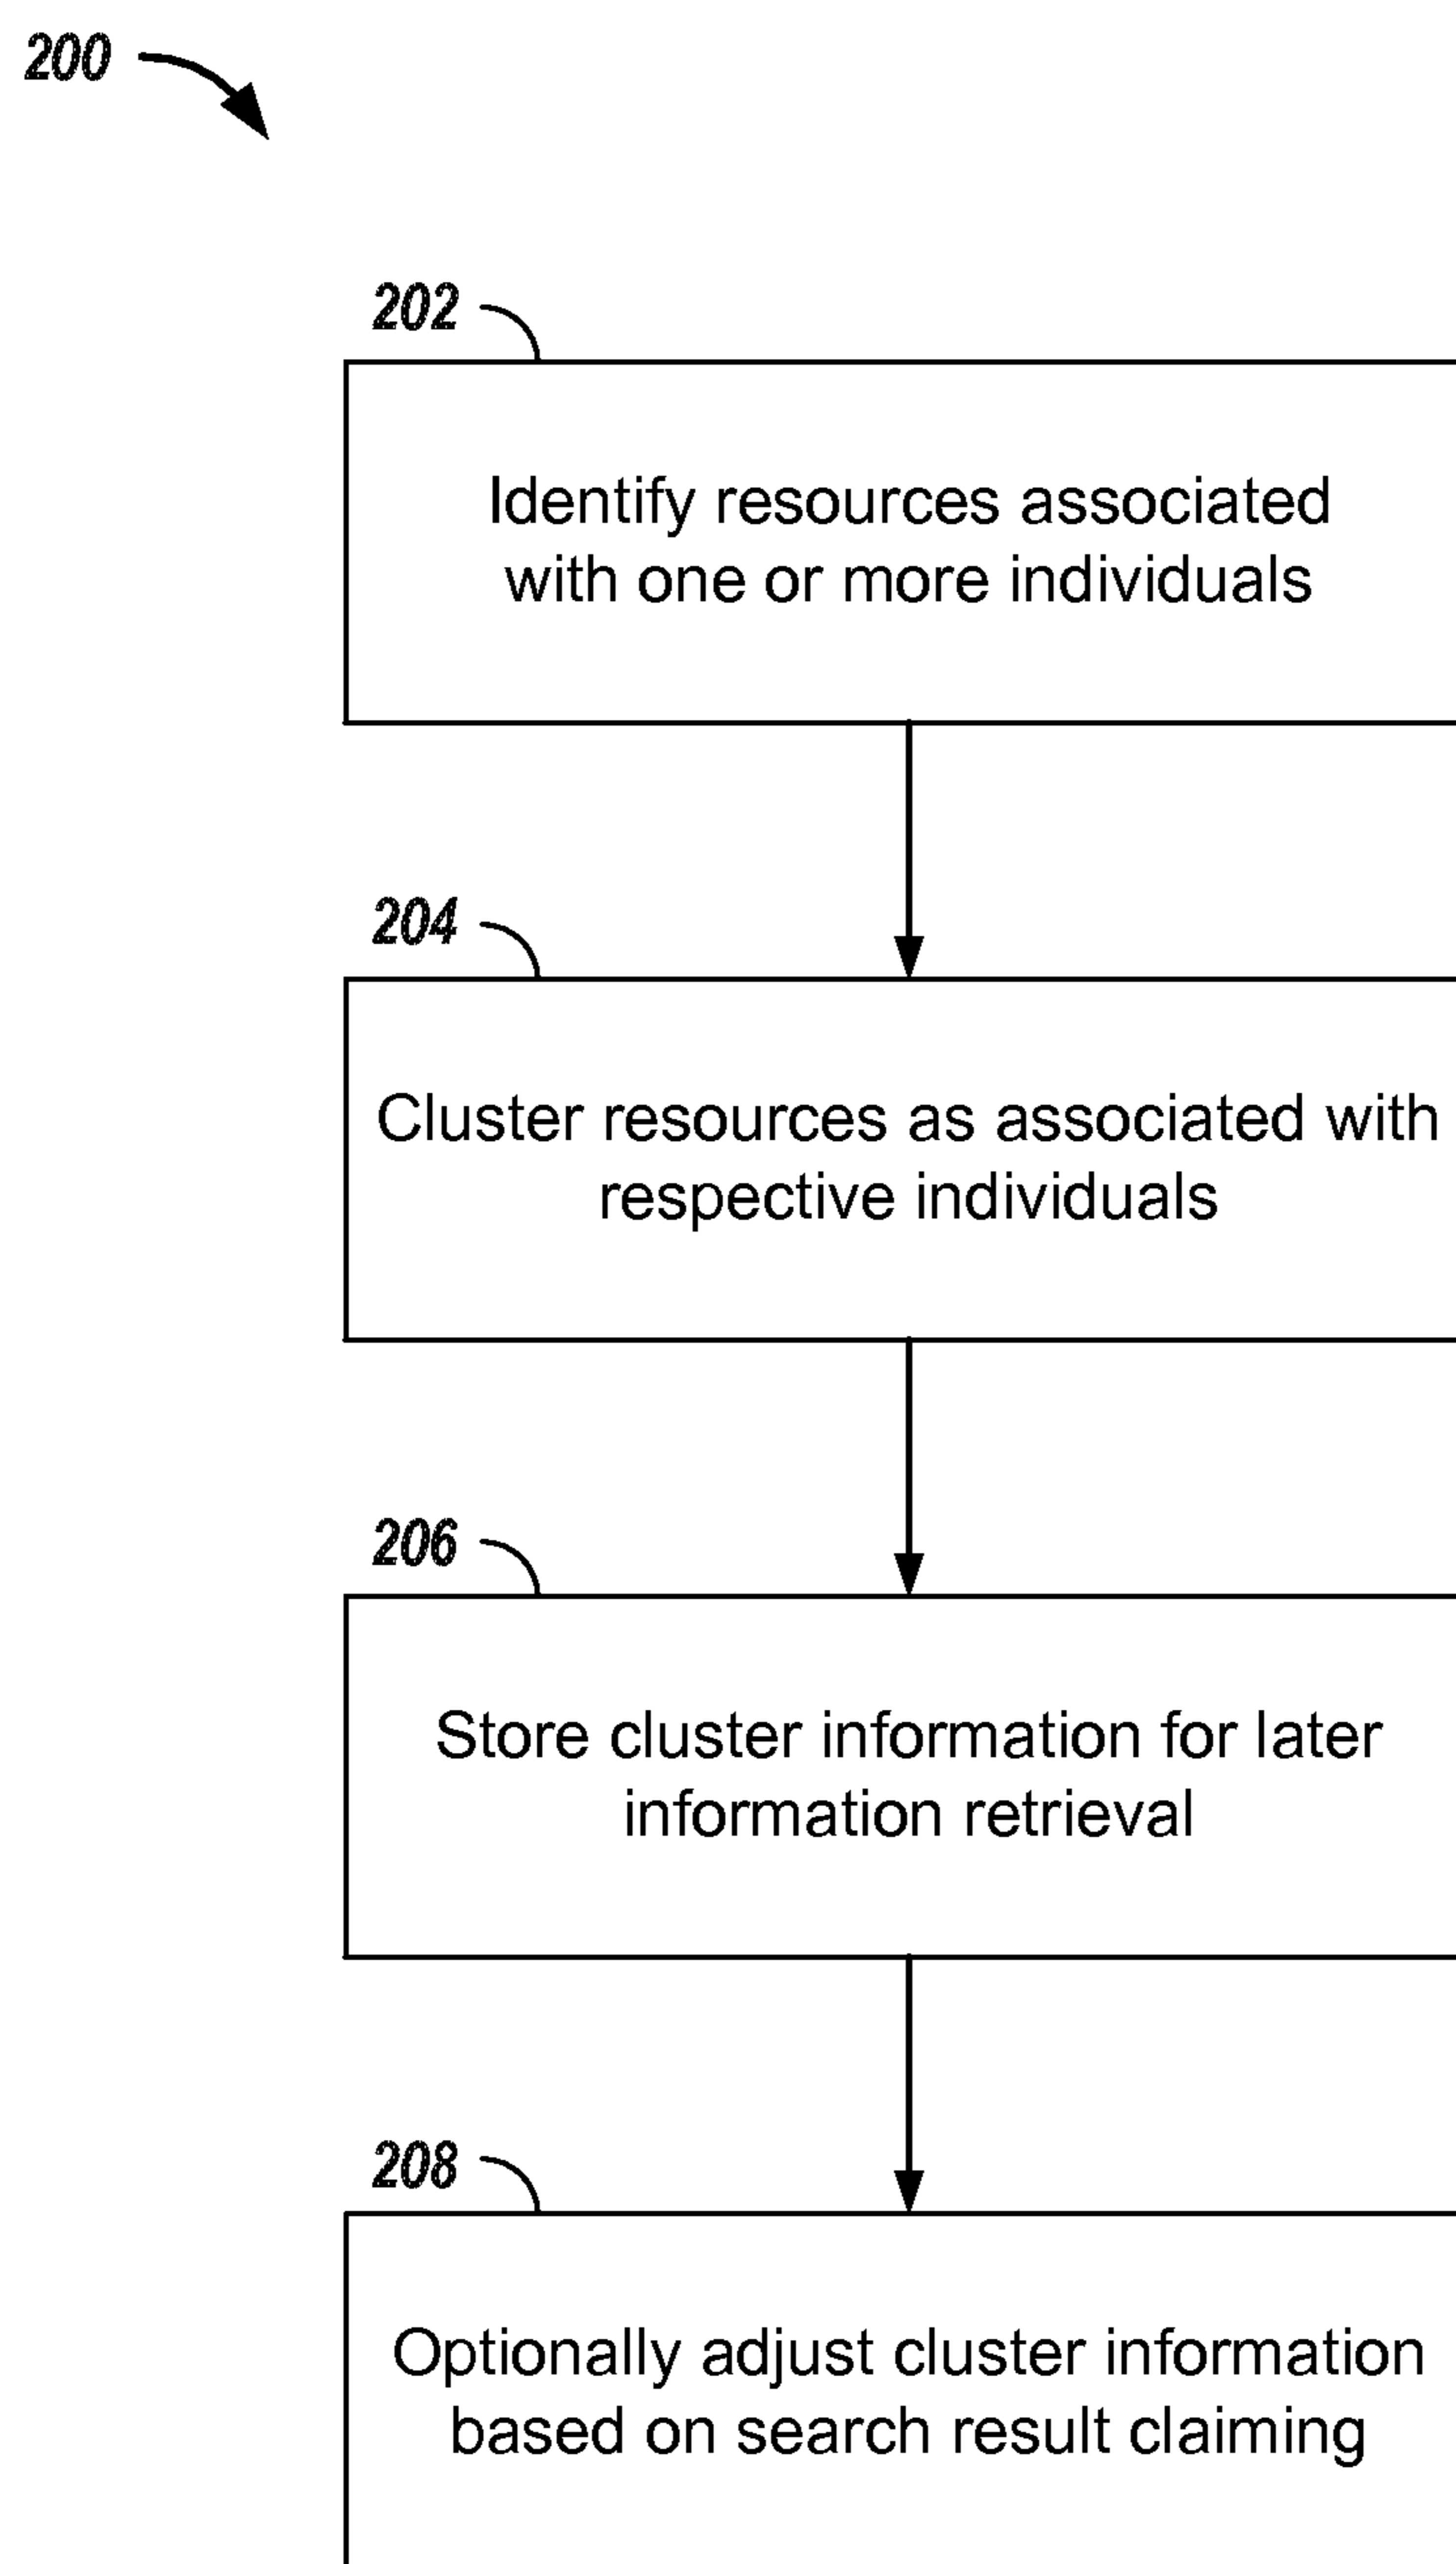 200
202
Identify resources associated
with one or more individuals
204
Cluster resources as associated with
respective individuals
206
Store cluster information for later
information retrieval
208
Optionally adjust cluster information
based on search result claiming